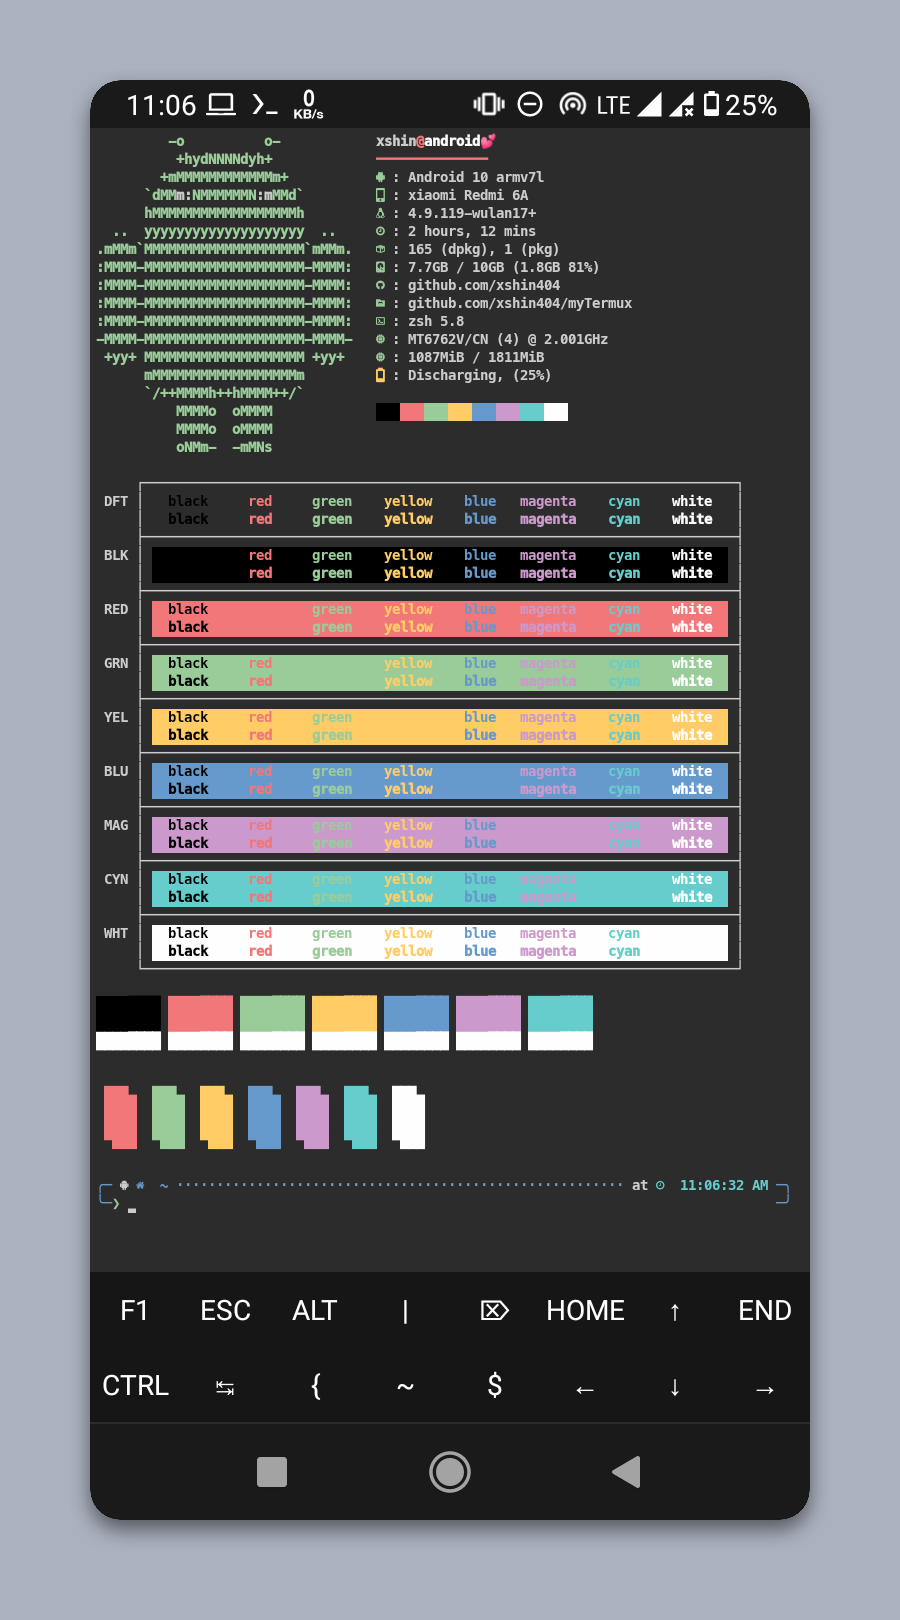 11:06 0 KB/s LTE 25%
-o o-
+hydNNNNdyh+
+mMMMMMMMMMMMMm+
`dMMm:NMMMMMMN:mMMd`
hMMMMMMMMMMMMMMMMMMh
.. yyyyyyyyyyyyyyyyyyyy ..
.mMMm`MMMMMMMMMMMMMMMMMMMM`mMMm.
:MMMM-MMMMMMMMMMMMMMMMMMMM-MMMM:
:MMMM-MMMMMMMMMMMMMMMMMMMM-MMMM:
:MMMM-MMMMMMMMMMMMMMMMMMMM-MMMM:
:MMMM-MMMMMMMMMMMMMMMMMMMM-MMMM:
-MMMM-MMMMMMMMMMMMMMMMMMMM-MMMM-
+yy+ MMMMMMMMMMMMMMMMMMMM +yy+
mMMMMMMMMMMMMMMMMMMm
`/++MMMMh++hMMMM++/`
MMMMo oMMMM
MMMMo oMMMM
oNMm- -mMNs
xshin@android💕
: Android 10 armv7l
: xiaomi Redmi 6A
: 4.9.119-wulan17+
: 2 hours, 12 mins
: 165 (dpkg), 1 (pkg)
: 7.7GB / 10GB (1.8GB 81%)
: github.com/xshin404
: github.com/xshin404/myTermux
: zsh 5.8
: MT6762V/CN (4) @ 2.001GHz
: 1087MiB / 1811MiB
: Discharging, (25%)
DFT black red green yellow blue magenta cyan white
black red green yellow blue magenta cyan white
BLK red green yellow blue magenta cyan white
red green yellow blue magenta cyan white
RED black green yellow blue magenta cyan white
black green yellow blue magenta cyan white
GRN black red yellow blue magenta cyan white
black red yellow blue magenta cyan white
YEL black red green blue magenta cyan white
black red green blue magenta cyan white
BLU black red green yellow magenta cyan white
black red green yellow magenta cyan white
MAG black red green yellow blue cyan white
black red green yellow blue cyan white
CYN black red green yellow blue magenta white
black red green yellow blue magenta white
WHT black red green yellow blue magenta cyan
black red green yellow blue magenta cyan
~ ························································ at 11:06:32 AM
❯
F1 ESC ALT | ⌦ HOME ↑ END
CTRL ↹ { ~ $ ← ↓ →